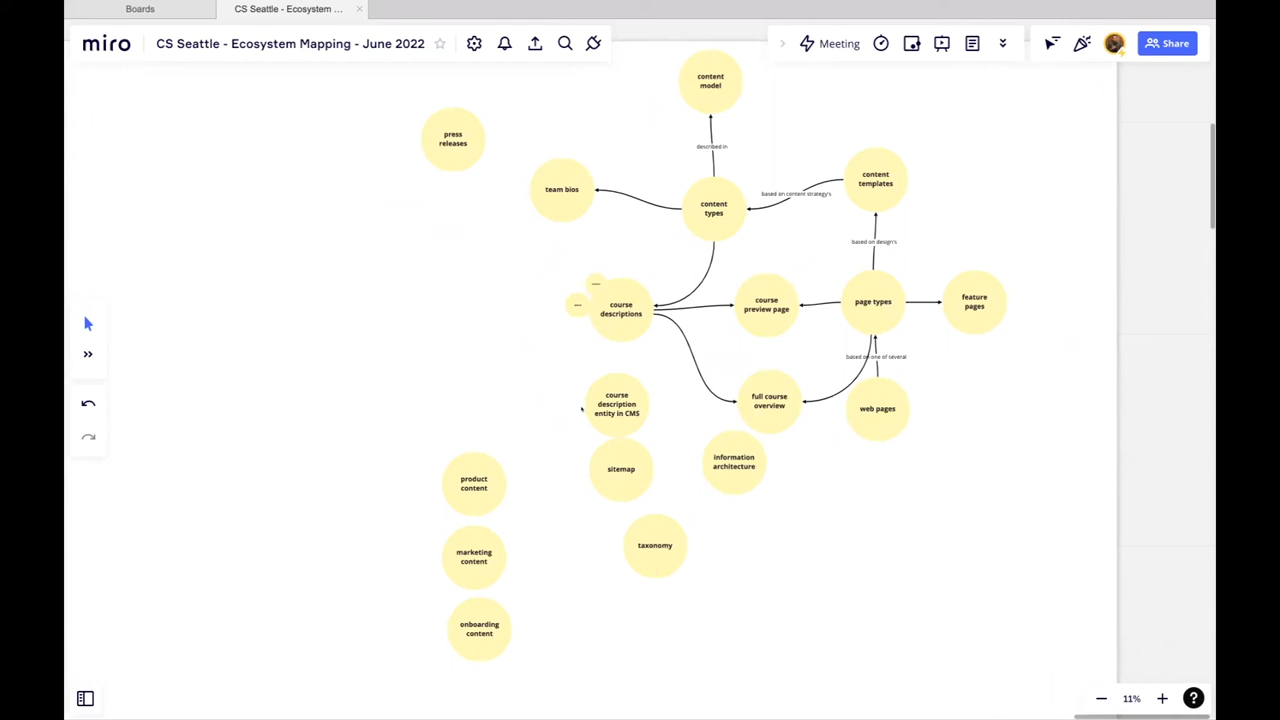 Boards
CS Seattle - Ecosystem ...
miro
CS Seattle - Ecosystem Mapping - June 2022
Meeting
Share
content
model
press
releases
described in
team bios
content
types
based on content strategy's
content
templates
based on design's
course
descriptions
course
preview page
page types
feature
pages
based on one of several
course
description
entity in CMS
full course
overview
web pages
sitemap
information
architecture
product
content
taxonomy
marketing
content
onboarding
content
11%